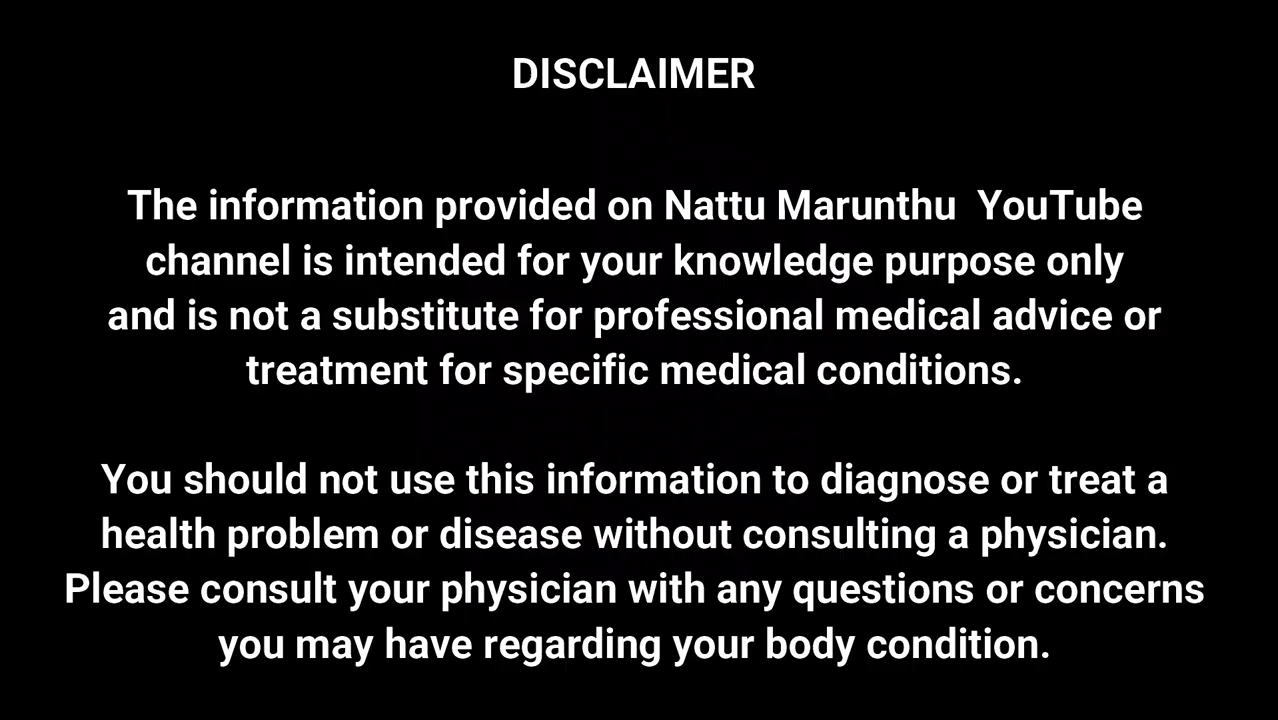 DISCLAIMER
The information provided on Nattu Marunthu YouTube
channel is intended for your knowledge purpose only
and is not a substitute for professional medical advice or
treatment for specific medical conditions.
You should not use this information to diagnose or treat a
health problem or disease without consulting a physician.
Please consult your physician with any questions or concerns
you may have regarding your body condition.